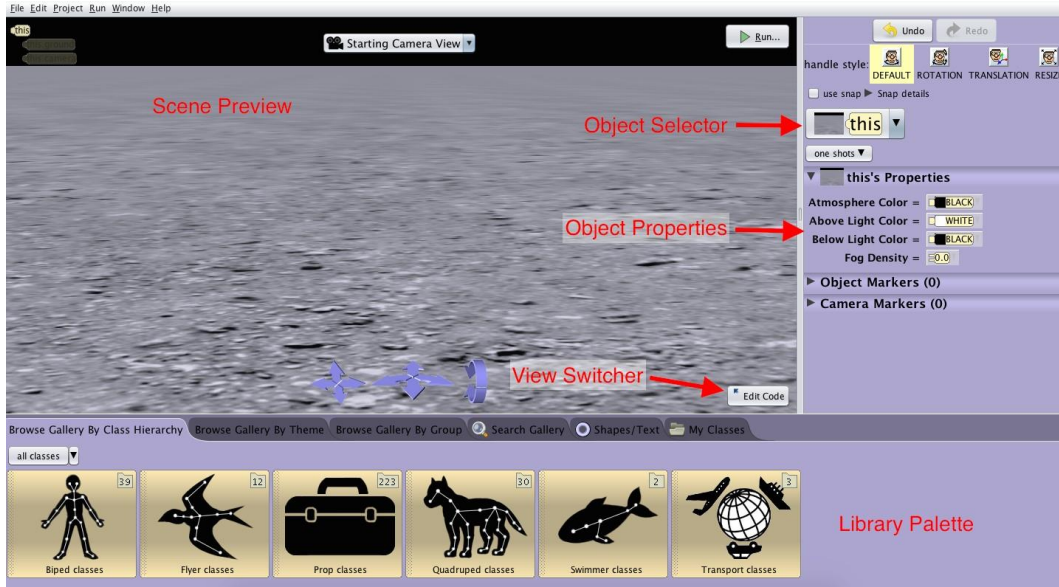 File Edit Project Run Window Help
this
this.ground
this.camera
Starting Camera View
Run...
Undo
Redo
handle style:
DEFAULT ROTATION TRANSLATION RESIZE
use snap Snap details
Scene Preview
Object Selector
this
one shots
this's Properties
Atmosphere Color = BLACK
Above Light Color = WHITE
Object Properties
Below Light Color = BLACK
Fog Density = 0.0
Object Markers (0)
Camera Markers (0)
View Switcher
Edit Code
Browse Gallery By Class Hierarchy Browse Gallery By Theme Browse Gallery By Group Search Gallery Shapes/Text My Classes
all classes
39 12 223 30 2 3
Library Palette
Biped classes Flyer classes Prop classes Quadruped classes Swimmer classes Transport classes